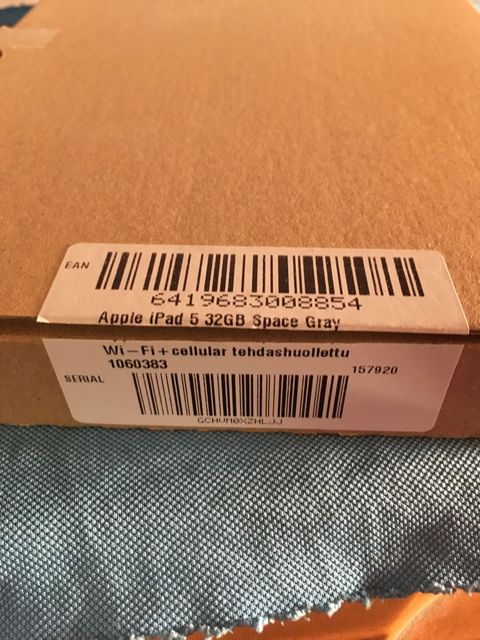 EAN
6419683008854
Apple iPad 5 32GB Space Gray
Wi-Fi+cellular tehdashuollettu
1060383 157920
SERIAL
GCHVM0XZHLJJ